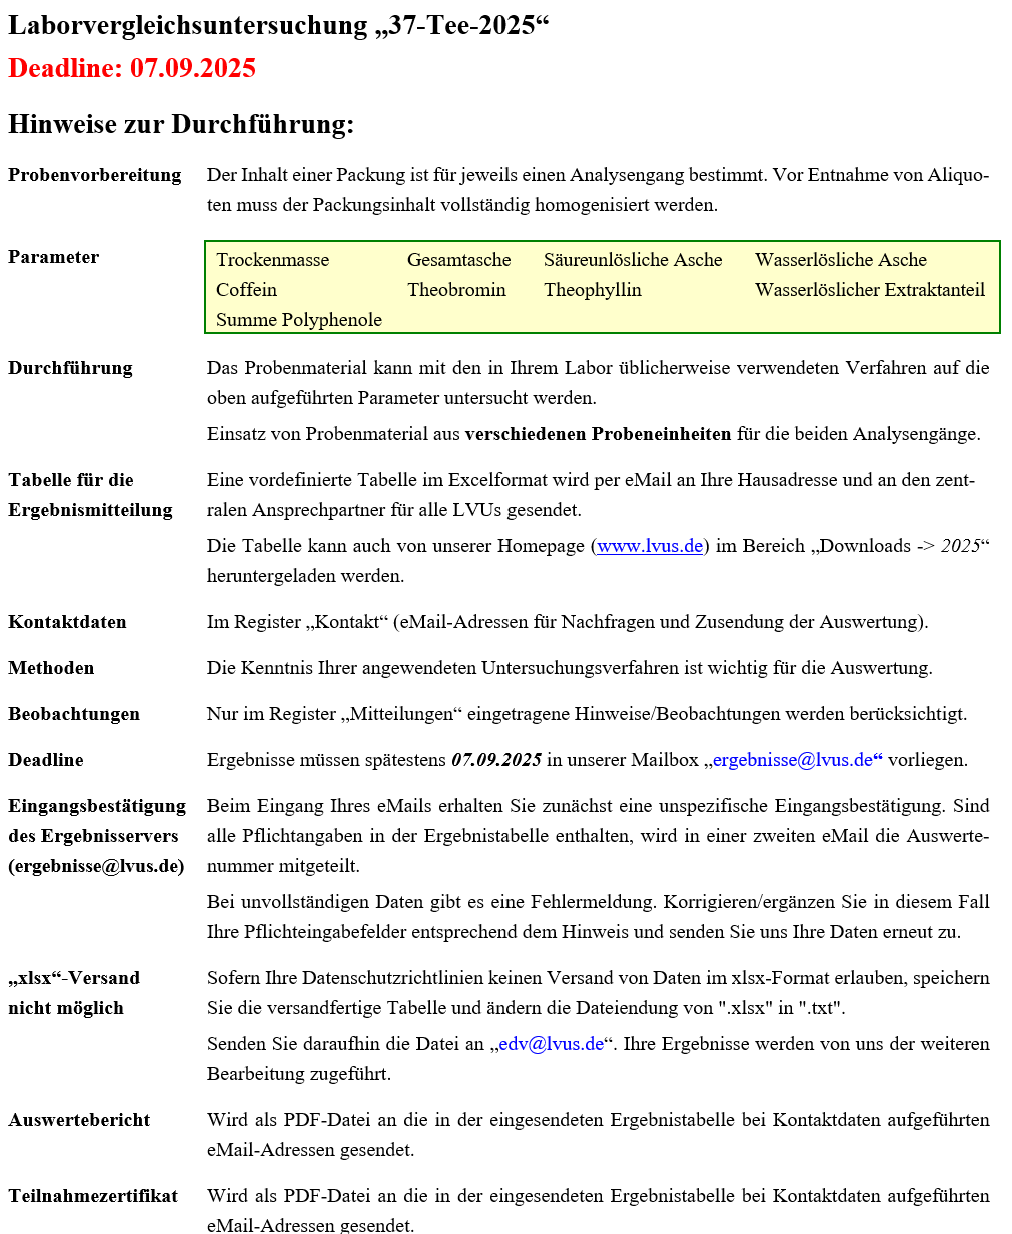 Laborvergleichsuntersuchung „37-Tee-2025“
Deadline: 07.09.2025
Hinweise zur Durchführung:
Probenvorbereitung Der Inhalt einer Packung ist für jeweils einen Analysengang bestimmt. Vor Entnahme von Aliquo-
ten muss der Packungsinhalt vollständig homogenisiert werden.
Parameter Trockenmasse Gesamtasche Säureunlösliche Asche Wasserlösliche Asche
Coffein Theobromin Theophyllin Wasserlöslicher Extraktanteil
Summe Polyphenole
Durchführung Das Probenmaterial kann mit den in Ihrem Labor üblicherweise verwendeten Verfahren auf die
oben aufgeführten Parameter untersucht werden.
Einsatz von Probenmaterial aus verschiedenen Probeneinheiten für die beiden Analysengänge.
Tabelle für die Eine vordefinierte Tabelle im Excelformat wird per eMail an Ihre Hausadresse und an den zent-
Ergebnismitteilung ralen Ansprechpartner für alle LVUs gesendet.
Die Tabelle kann auch von unserer Homepage (www.lvus.de) im Bereich „Downloads -> 2025“
heruntergeladen werden.
Kontaktdaten Im Register „Kontakt“ (eMail-Adressen für Nachfragen und Zusendung der Auswertung).
Methoden Die Kenntnis Ihrer angewendeten Untersuchungsverfahren ist wichtig für die Auswertung.
Beobachtungen Nur im Register „Mitteilungen“ eingetragene Hinweise/Beobachtungen werden berücksichtigt.
Deadline Ergebnisse müssen spätestens 07.09.2025 in unserer Mailbox „ergebnisse@lvus.de“ vorliegen.
Eingangsbestätigung Beim Eingang Ihres eMails erhalten Sie zunächst eine unspezifische Eingangsbestätigung. Sind
des Ergebnisservers alle Pflichtangaben in der Ergebnistabelle enthalten, wird in einer zweiten eMail die Auswerte-
(ergebnisse@lvus.de) nummer mitgeteilt.
Bei unvollständigen Daten gibt es eine Fehlermeldung. Korrigieren/ergänzen Sie in diesem Fall
Ihre Pflichteingabefelder entsprechend dem Hinweis und senden Sie uns Ihre Daten erneut zu.
„xlsx“-Versand Sofern Ihre Datenschutzrichtlinien keinen Versand von Daten im xlsx-Format erlauben, speichern
nicht möglich Sie die versandfertige Tabelle und ändern die Dateiendung von ".xlsx" in ".txt".
Senden Sie daraufhin die Datei an „edv@lvus.de“. Ihre Ergebnisse werden von uns der weiteren
Bearbeitung zugeführt.
Auswertebericht Wird als PDF-Datei an die in der eingesendeten Ergebnistabelle bei Kontaktdaten aufgeführten
eMail-Adressen gesendet.
Teilnahmezertifikat Wird als PDF-Datei an die in der eingesendeten Ergebnistabelle bei Kontaktdaten aufgeführten
eMail-Adressen gesendet.